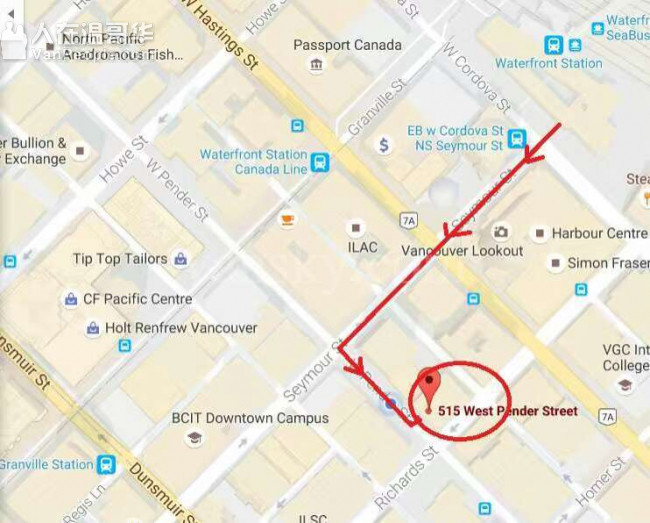 人在温哥华
North Pacific
Anadromous Fish...
Howe St
W Hastings St
Passport Canada
Granville St
W Cordova St
Waterfr
SeaBus
Waterfront Station
er Bullion &
Exchange
Howe St
W Pender St
Waterfront Station
Canada Line
$
EB w Cordova St
NS Seymour St
Seymour St
7A
ILAC
Vancouver Lookout
Harbour Centre
Simon Fraser
Stea
Tip Top Tailors
CF Pacific Centre
Holt Renfrew Vancouver
nsmuir St
Seymour St
VGC Int
College
515 West Pender Street
7A
BCIT Downtown Campus
Granville Station
Dunsmuir St
Regis Ln
Richards St
Homer St
ILSC